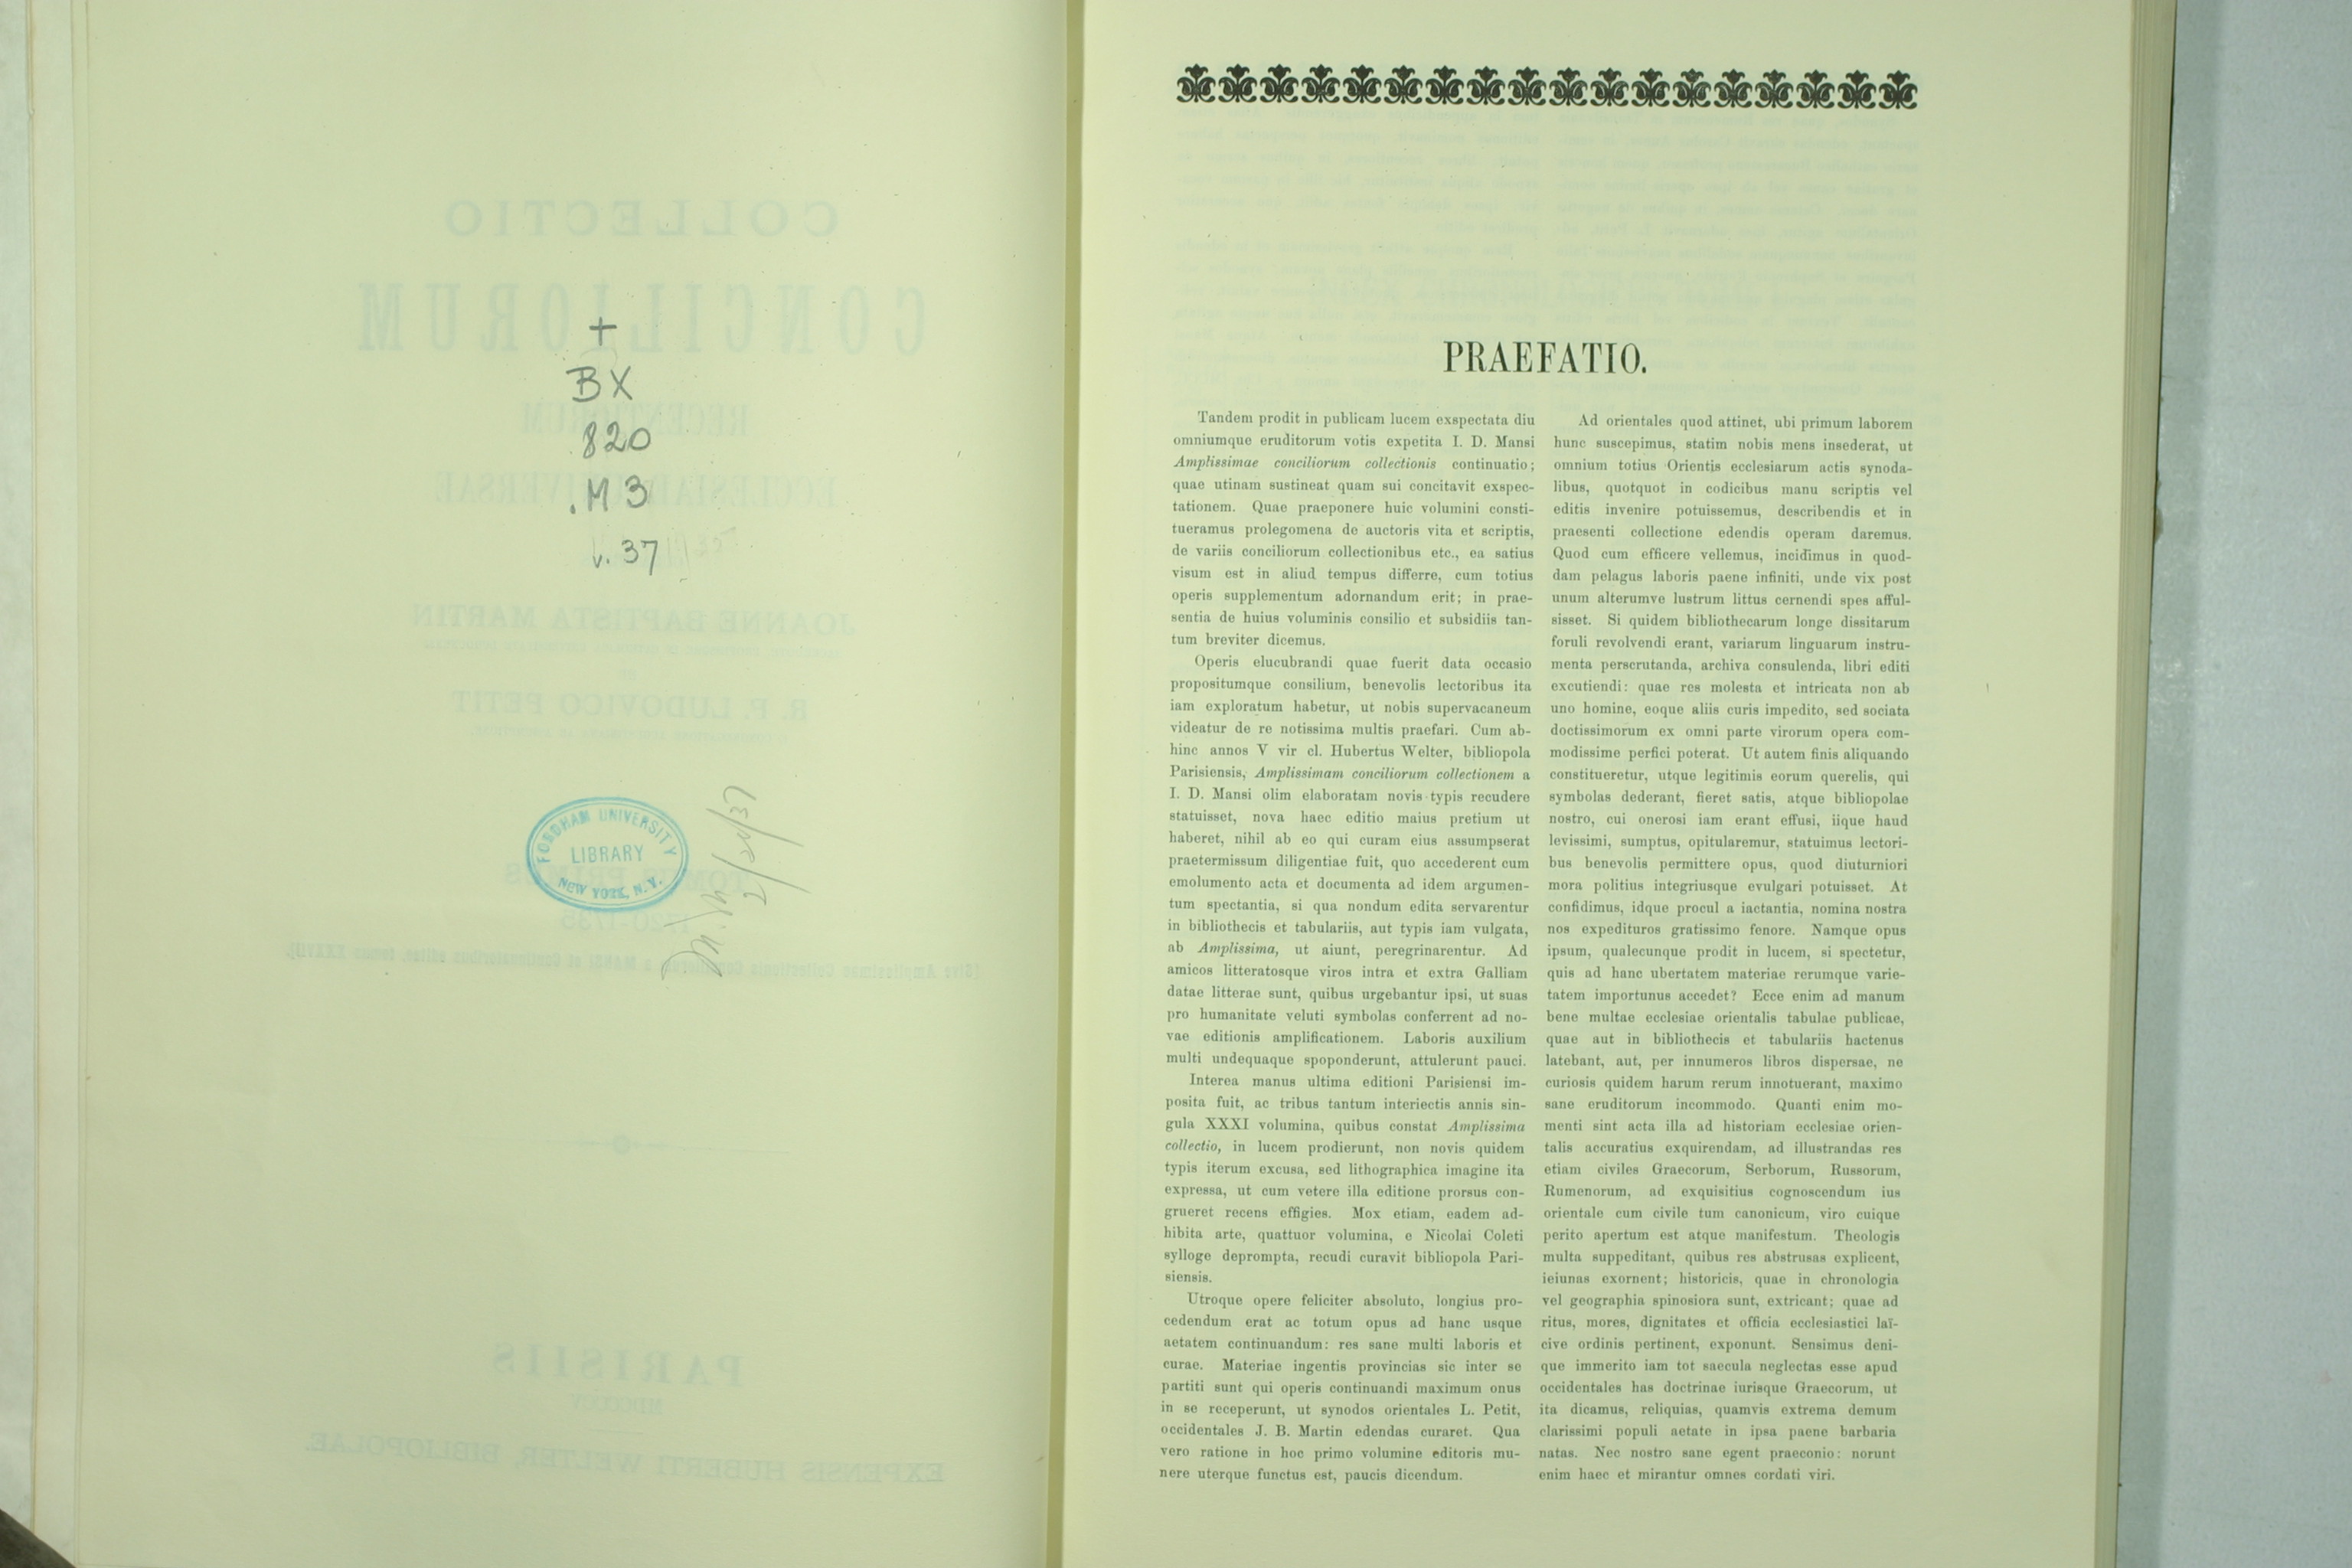 +
BX
820
.M3
v. 37
FORDHAM UNIVERSITY
LIBRARY
NEW YORK, N.Y.
PRAEFATIO.
Tandem prodit in publicam lucem exspectata diu
omniumque eruditorum votis expetita I. D. Mansi
Amplissimae conciliorum collectionis continuatio;
quae utinam sustineat quam sui concitavit exspec-
tationem. Quae praeponere huic volumini consti-
tueramus prolegomena de auctoris vita et scriptis,
de variis conciliorum collectionibus etc., ea satius
visum est in aliud tempus differre, cum totius
operis supplementum adornandum erit; in prae-
sentia de huius voluminis consilio et subsidiis tan-
tum breviter dicemus.
Operis elucubrandi quae fuerit data occasio
propositumque consilium, benevolis lectoribus ita
iam exploratum habetur, ut nobis supervacaneum
videatur de re notissima multis praefari. Cum ab-
hinc annos V vir cl. Hubertus Welter, bibliopola
Parisiensis, Amplissimam conciliorum collectionem a
I. D. Mansi olim elaboratam novis typis recudere
statuisset, nova haec editio maius pretium ut
haberet, nihil ab eo qui curam eius assumpserat
praetermissum diligentiae fuit, quo accederent cum
emolumento acta et documenta ad idem argumen-
tum spectantia, si qua nondum edita servarentur
in bibliothecis et tabulariis, aut typis iam vulgata,
ab Amplissima, ut aiunt, peregrinarentur. Ad
amicos litteratosque viros intra et extra Galliam
datae litterae sunt, quibus urgebantur ipsi, ut suas
pro humanitate veluti symbolas conferrent ad no-
vae editionis amplificationem. Laboris auxilium
multi undequaque spoponderunt, attulerunt pauci.
Interea manus ultima editioni Parisiensi im-
posita fuit, ac tribus tantum interiectis annis sin-
gula XXXI volumina, quibus constat Amplissima
collectio, in lucem prodierunt, non novis quidem
typis iterum excusa, sed lithographica imagine ita
expressa, ut cum vetere illa editione prorsus con-
grueret recens effigies. Mox etiam, eadem ad-
hibita arte, quattuor volumina, e Nicolai Coleti
sylloge deprompta, recudi curavit bibliopola Pari-
siensis.
Utroque opere feliciter absoluto, longius pro-
cedendum erat ac totum opus ad hanc usque
aetatem continuandum: res sane multi laboris et
curae. Materiae ingentis provincias sic inter se
partiti sunt qui operis continuandi maximum onus
in se receperunt, ut synodos orientales L. Petit,
occidentales J. B. Martin edendas curaret. Qua
vero ratione in hoc primo volumine editoris mu-
nere uterque functus est, paucis dicendum.
Ad orientales quod attinet, ubi primum laborem
hunc suscepimus, statim nobis mens insederat, ut
omnium totius Orientis ecclesiarum actis synoda-
libus, quotquot in codicibus manu scriptis vel
editis invenire potuissemus, describendis et in
praesenti collectione edendis operam daremus.
Quod cum efficere vellemus, incidimus in quod-
dam pelagus laboris paene infiniti, unde vix post
unum alterumve lustrum littus cernendi spes afful-
sisset. Si quidem bibliothecarum longe dissitarum
foruli revolvendi erant, variarum linguarum instru-
menta perscrutanda, archiva consulenda, libri editi
excutiendi: quae res molesta et intricata non ab
uno homine, eoque aliis curis impedito, sed sociata
doctissimorum ex omni parte virorum opera com-
modissime perfici poterat. Ut autem finis aliquando
constitueretur, utque legitimis eorum querelis, qui
symbolas dederant, fieret satis, atque bibliopolae
nostro, cui onerosi iam erant effusi, iique haud
levissimi, sumptus, opitularemur, statuimus lectori-
bus benevolis permittere opus, quod diuturniori
mora politius integriusque evulgari potuisset. At
confidimus, idque procul a iactantia, nomina nostra
nos expedituros gratissimo fenore. Namque opus
ipsum, qualecunque prodit in lucem, si spectetur,
quis ad hanc ubertatem materiae rerumque varie-
tatem importunus accedet? Ecce enim ad manum
bene multae ecclesiae orientalis tabulae publicae,
quae aut in bibliothecis et tabulariis hactenus
latebant, aut, per innumeros libros dispersae, ne
curiosis quidem harum rerum innotuerant, maximo
sane eruditorum incommodo. Quanti enim mo-
menti sint acta illa ad historiam ecclesiae orien-
talis accuratius exquirendam, ad illustrandas res
etiam civiles Graecorum, Serborum, Russorum,
Rumenorum, ad exquisitius cognoscendum ius
orientale cum civile tum canonicum, viro cuique
perito apertum est atque manifestum. Theologis
multa suppeditant, quibus res abstrusas explicent,
ieiunas exornent; historicis, quae in chronologia
vel geographia spinosiora sunt, extricant; quae ad
ritus, mores, dignitates et officia ecclesiastici laï-
cive ordinis pertinent, exponunt. Sensimus deni-
que immerito iam tot saecula neglectas esse apud
occidentales has doctrinae iurisque Graecorum, ut
ita dicamus, reliquias, quamvis extrema demum
clarissimi populi aetate in ipsa paene barbaria
natas. Nec nostro sane egent praeconio: norunt
enim haec et mirantur omnes cordati viri.